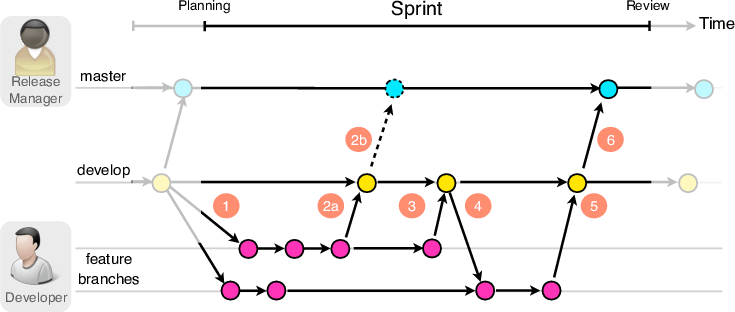 Planning
Sprint
Review
Time
Release
Manager
master
2b
6
develop
1
2a
3
4
5
feature
branches
Developer